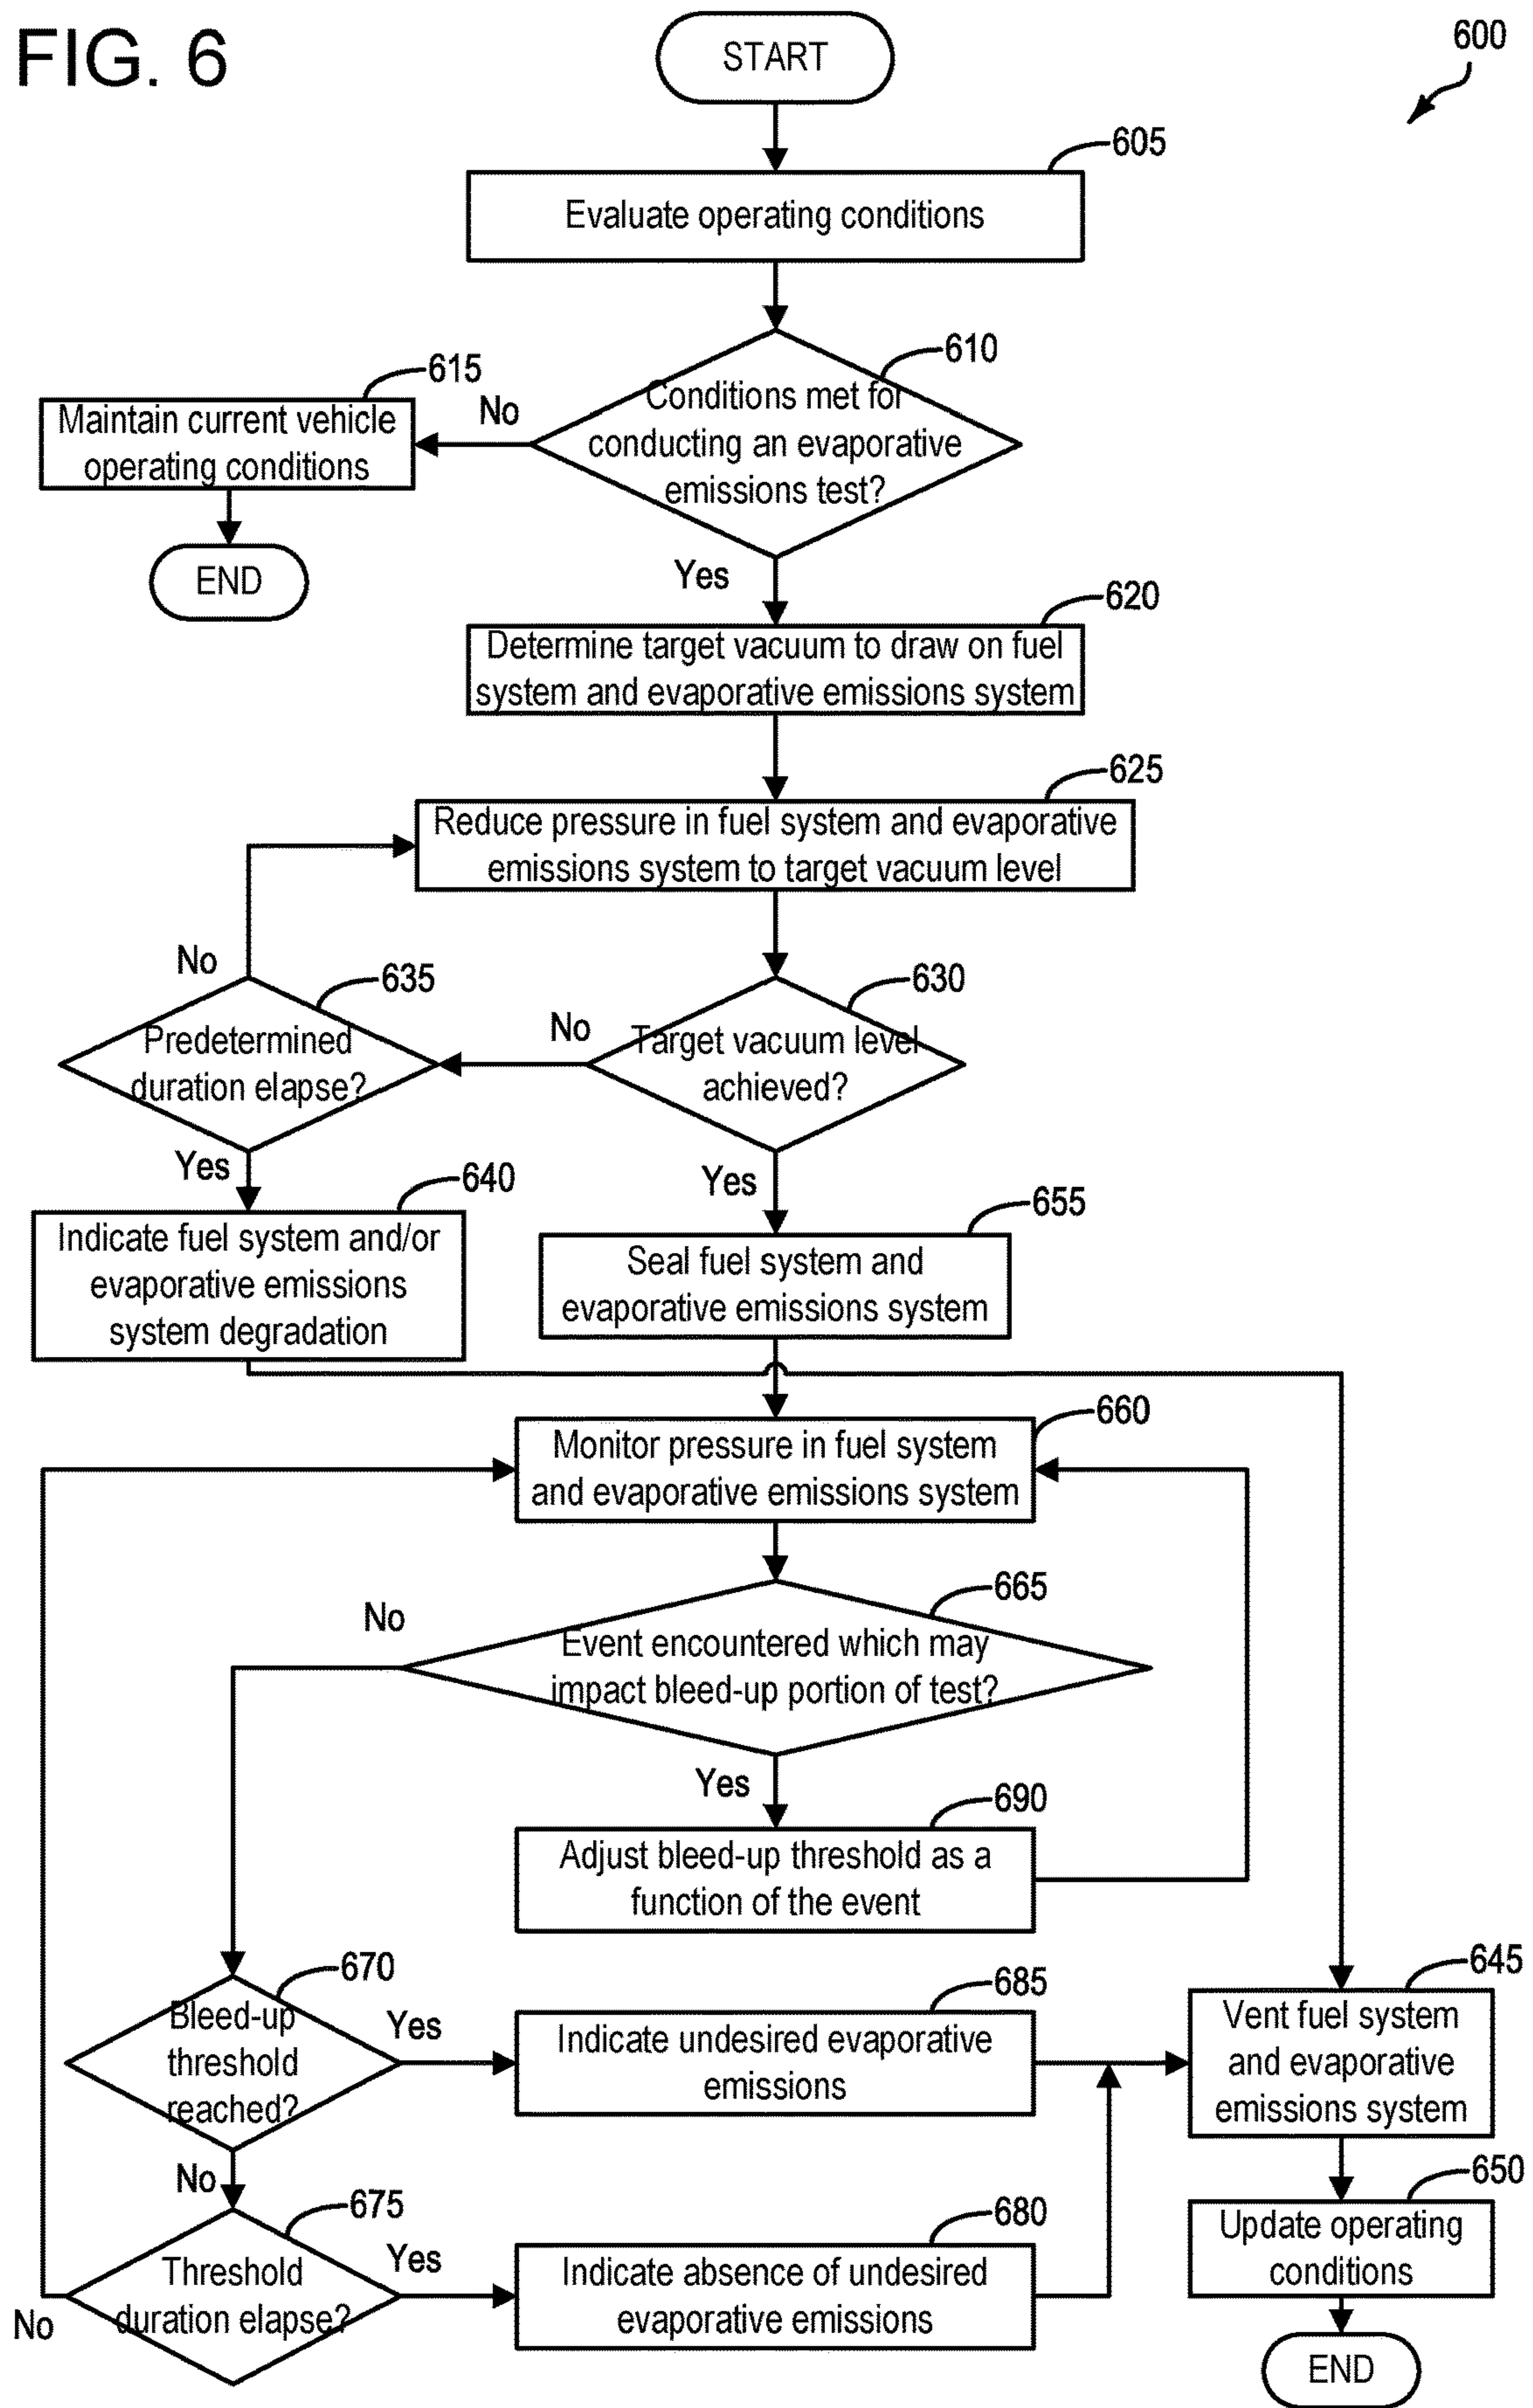 FIG. 6
START
600
605
Evaluate operating conditions
610
Conditions met for
conducting an evaporative
emissions test?
No
615
Maintain current vehicle
operating conditions
END
Yes
620
Determine target vacuum to draw on fuel
system and evaporative emissions system
625
Reduce pressure in fuel system and evaporative
emissions system to target vacuum level
No
635
Predetermined
duration elapse?
No
630
Target vacuum level
achieved?
Yes
640
Indicate fuel system and/or
evaporative emissions
system degradation
Yes
655
Seal fuel system and
evaporative emissions system
660
Monitor pressure in fuel system
and evaporative emissions system
665
No
Event encountered which may
impact bleed-up portion of test?
Yes
690
Adjust bleed-up threshold as a
function of the event
670
Bleed-up
threshold
reached?
Yes
685
Indicate undesired evaporative
emissions
645
Vent fuel system
and evaporative
emissions system
No
675
Threshold
duration elapse?
No
Yes
680
Indicate absence of undesired
evaporative emissions
650
Update operating
conditions
END